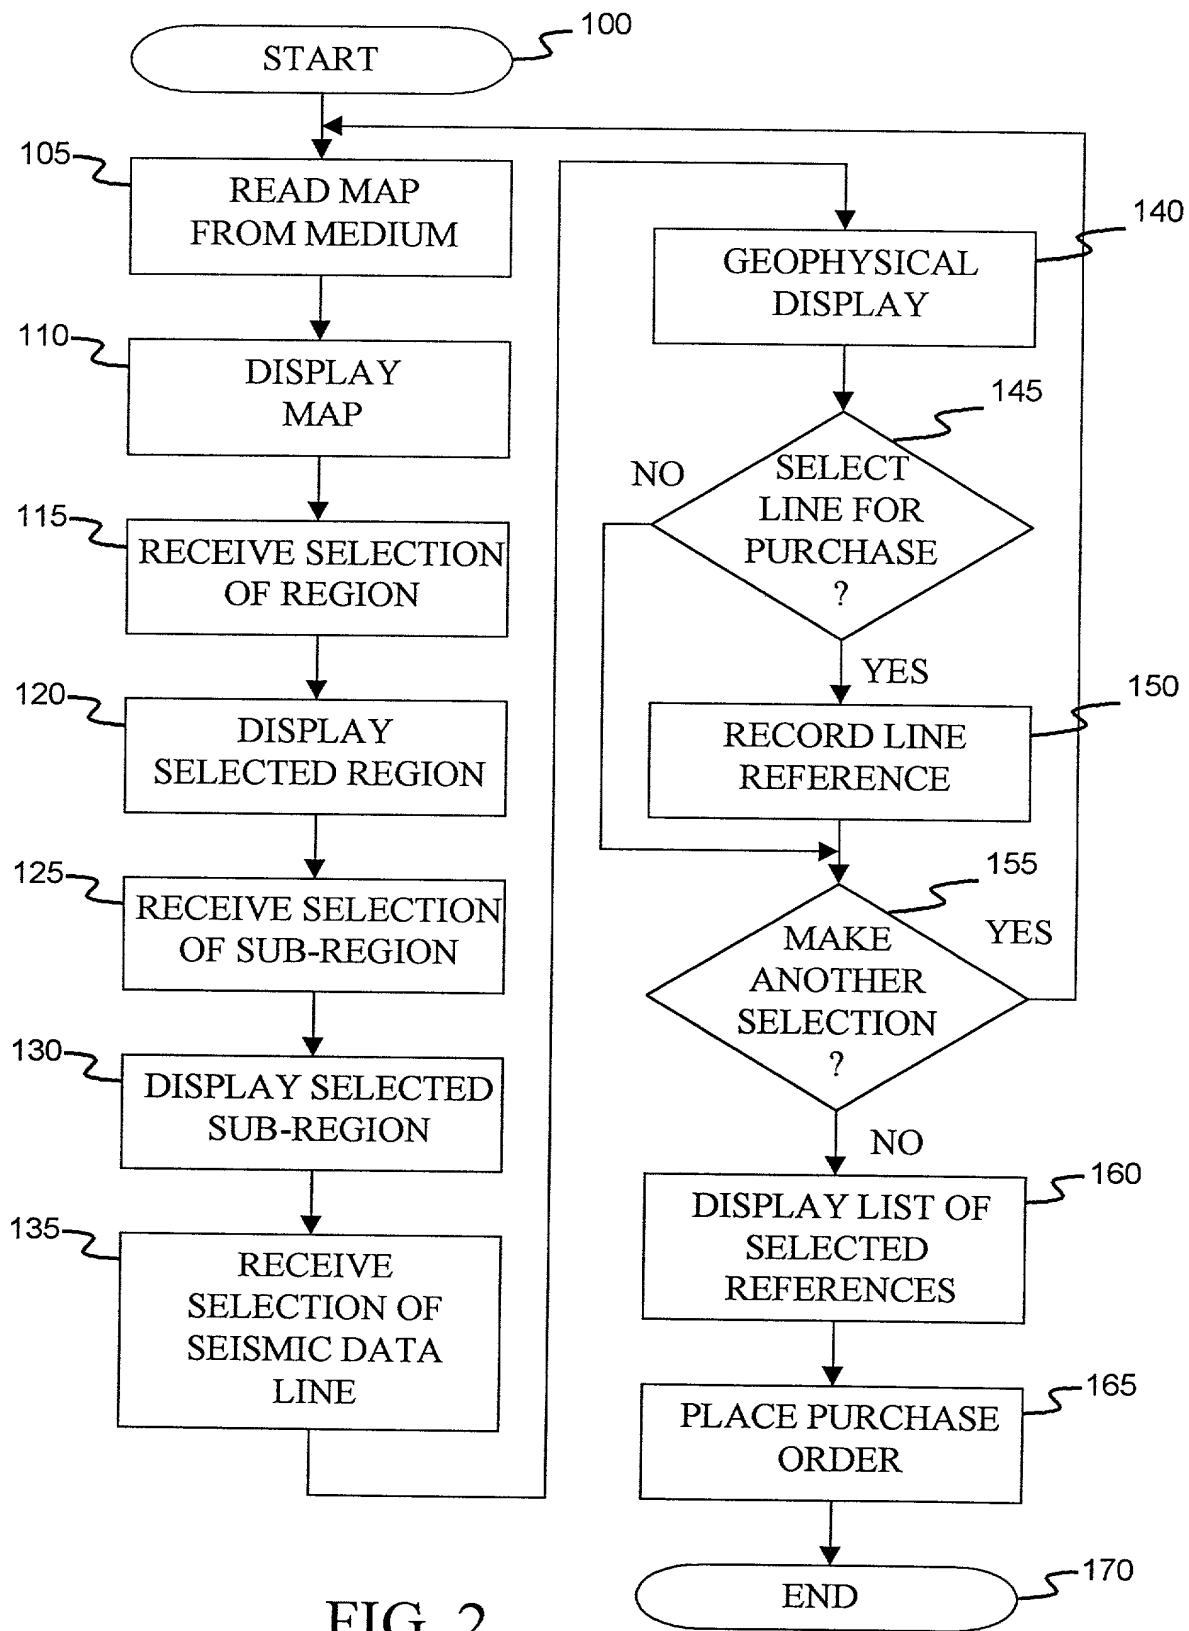 START
100
105
READ MAP
FROM MEDIUM
110
DISPLAY
MAP
115
RECEIVE SELECTION
OF REGION
120
DISPLAY
SELECTED REGION
125
RECEIVE SELECTION
OF SUB-REGION
130
DISPLAY SELECTED
SUB-REGION
135
RECEIVE
SELECTION OF
SEISMIC DATA
LINE
140
GEOPHYSICAL
DISPLAY
145
NO
SELECT
LINE FOR
PURCHASE
?
YES
150
RECORD LINE
REFERENCE
155
YES
MAKE
ANOTHER
SELECTION
?
NO
160
DISPLAY LIST OF
SELECTED
REFERENCES
165
PLACE PURCHASE
ORDER
170
END
FIG. 2